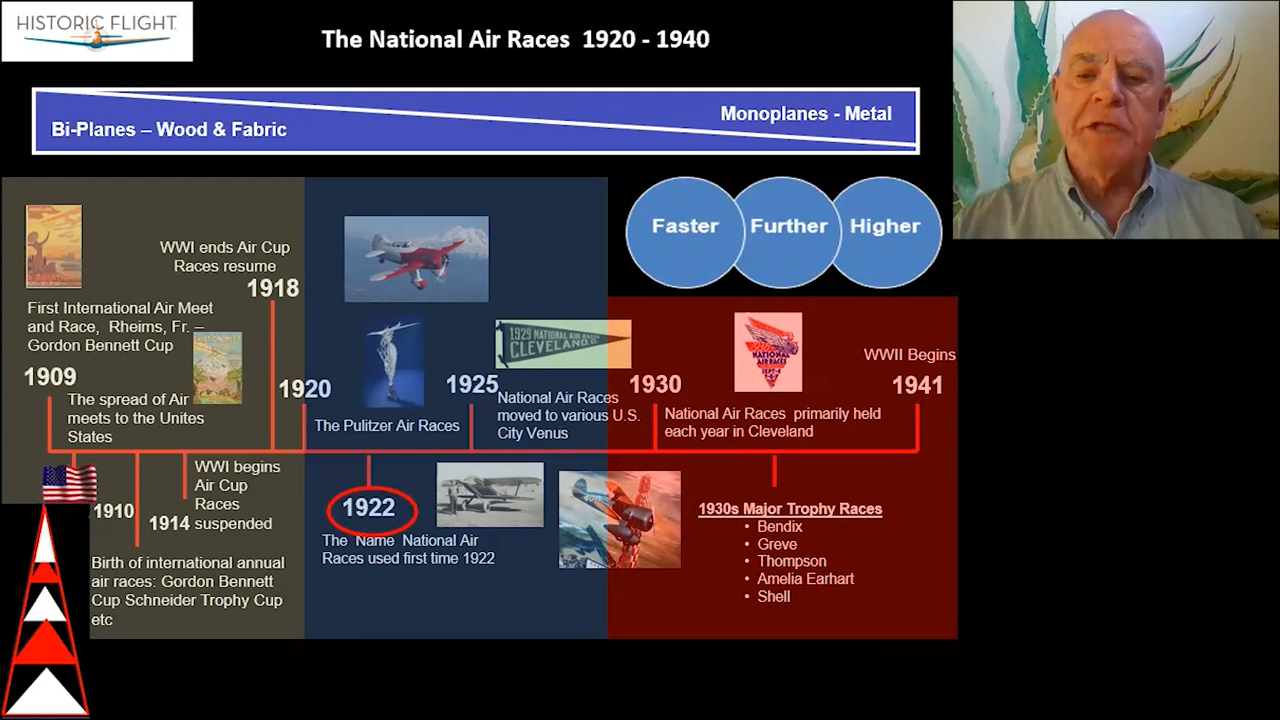 HISTORIC FLIGHT
The National Air Races 1920 - 1940
Bi-Planes – Wood & Fabric
Monoplanes - Metal
Faster
Further
Higher
First International Air Meet
and Race, Rheims, Fr. –
Gordon Bennett Cup
1909
The spread of Air
meets to the Unites
States
WWI ends Air Cup
Races resume
1918
1910
Birth of international annual
air races: Gordon Bennett
Cup Schneider Trophy Cup
etc
WWI begins
Air Cup
Races
1914 suspended
1920
The Pulitzer Air Races
1922
The Name National Air
Races used first time 1922
1925
1929 NATIONAL AIR RACES
CLEVELAND, O.
National Air Races
moved to various U.S.
City Venus
1930
NATIONAL
AIR RACES
SEPT-4
National Air Races primarily held
each year in Cleveland
WWII Begins
1941
1930s Major Trophy Races
• Bendix
• Greve
• Thompson
• Amelia Earhart
• Shell